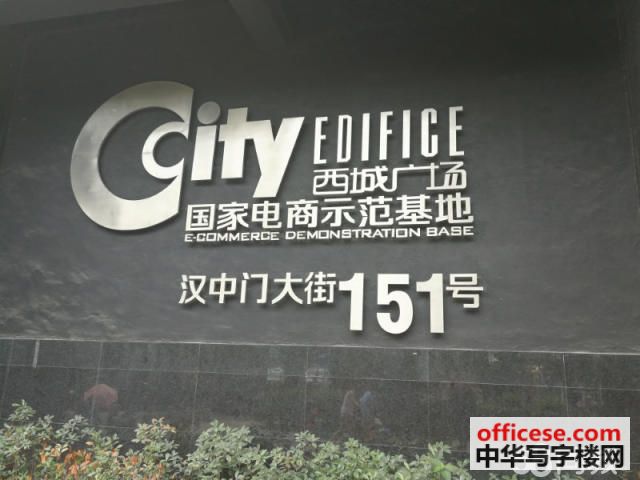 City EDIFICE
西城广场
国家电商示范基地
E-COMMERCE DEMONSTRATION BASE
汉中门大街151号
officese.com
中华写字楼网